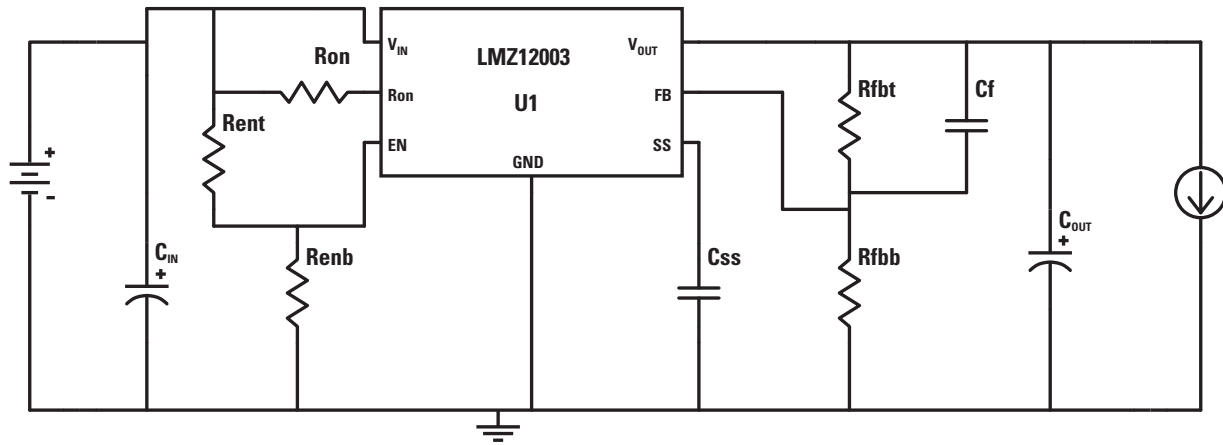 V_IN
LMZ12003
V_OUT
Ron
Ron
U1
FB
Rfbt
Cf
Rent
EN
SS
GND
+
-
C_IN
+
Renb
Css
Rfbb
C_OUT
+